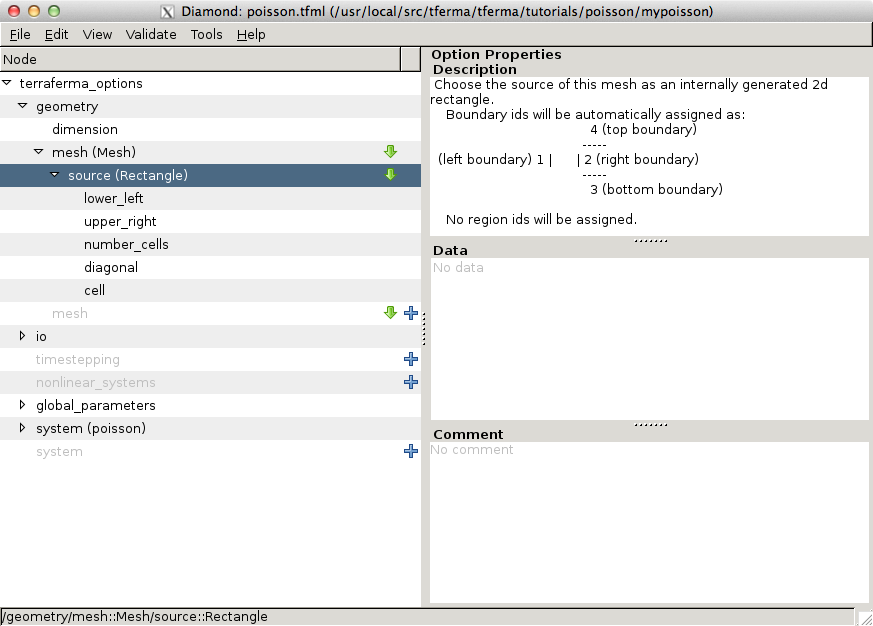 Diamond: poisson.tfml (/usr/local/src/tferma/tferma/tutorials/poisson/mypoisson)
File Edit View Validate Tools Help
Node
terraferma_options
geometry
dimension
mesh (Mesh)
source (Rectangle)
lower_left
upper_right
number_cells
diagonal
cell
mesh
io
timestepping
nonlinear_systems
global_parameters
system (poisson)
system
Option Properties
Description
Choose the source of this mesh as an internally generated 2d
rectangle.
Boundary ids will be automatically assigned as:
4 (top boundary)
-----
(left boundary) 1 | | 2 (right boundary)
-----
3 (bottom boundary)
No region ids will be assigned.
Data
No data
Comment
No comment
/geometry/mesh::Mesh/source::Rectangle